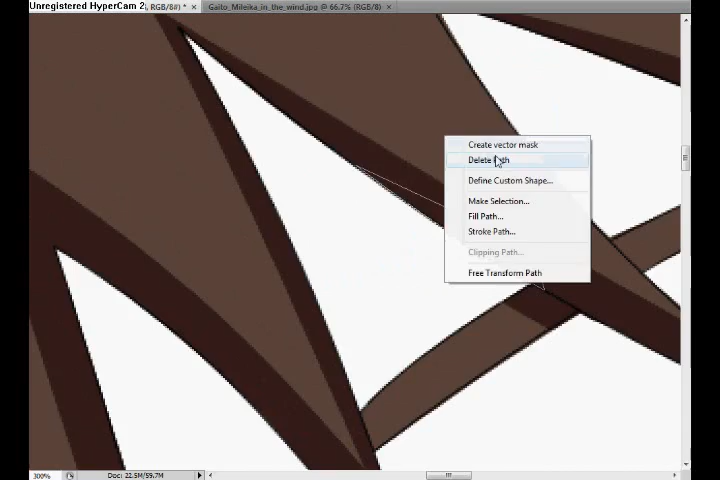 Unregistered HyperCam 2, RGB/8#) * × Gaito_Mileika_in_the_wind.jpg @ 66.7% (RGB/8) ×
Create vector mask
Delete Path
Define Custom Shape...
Make Selection...
Fill Path...
Stroke Path...
Clipping Path...
Free Transform Path
300% Doc: 22.5M/59.7M